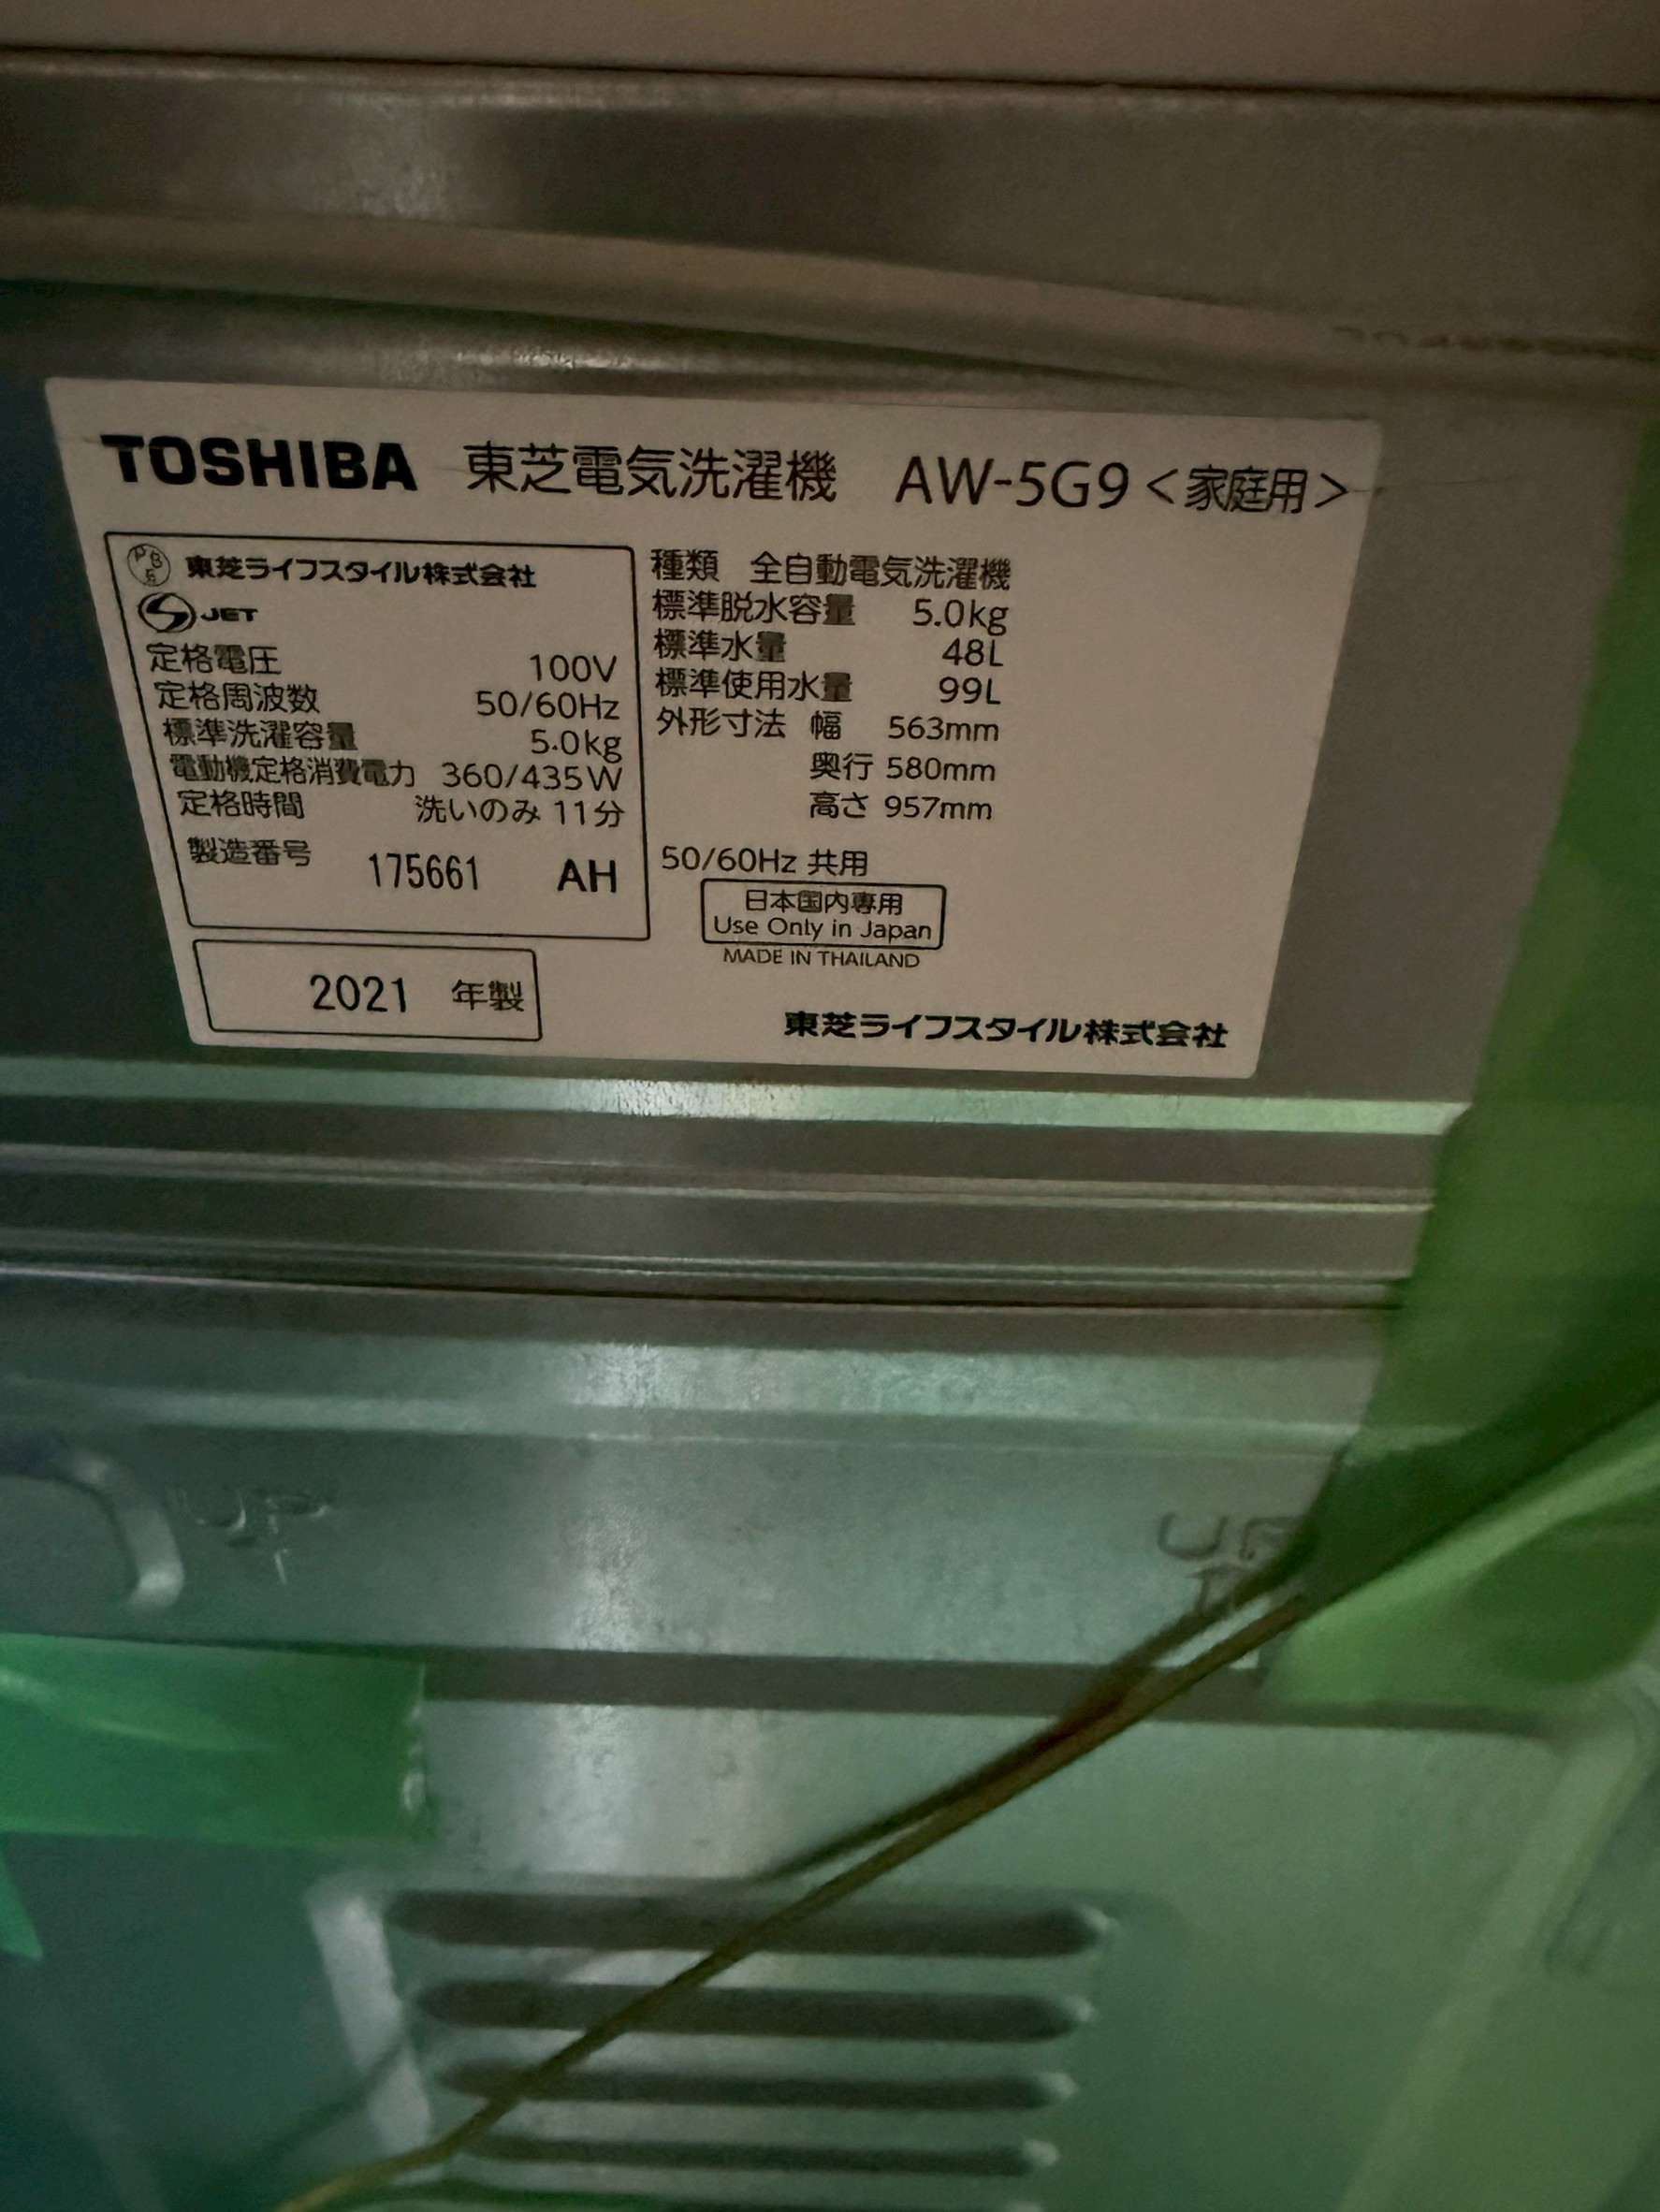 TOSHIBA 東芝電気洗濯機 AW-5G9<家庭用>
PSE 東芝ライフスタイル株式会社
JET
定格電圧 100V
定格周波数 50/60Hz
標準洗濯容量 5.0kg
電動機定格消費電力 360/435W
定格時間 洗いのみ 11分
製造番号 175661 AH
2021 年製
種類 全自動電気洗濯機
標準脱水容量 5.0kg
標準水量 48L
標準使用水量 99L
外形寸法 幅 563mm
奥行 580mm
高さ 957mm
50/60Hz 共用
日本国内専用
Use Only in Japan
MADE IN THAILAND
東芝ライフスタイル株式会社
UP